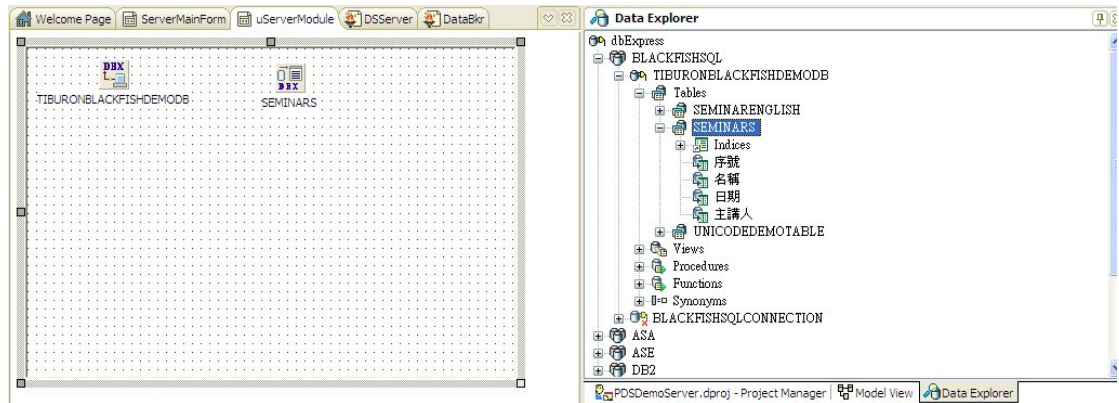 Welcome Page ServerMainForm uServerModule DSServer DataBkr
DBX
TIBURONBLACKFISHDEMODB
DBX
SEMINARS
Data Explorer
dbExpress
BLACKFISHSQL
TIBURONBLACKFISHDEMODB
Tables
SEMINARENGLISH
SEMINARS
Indices
序號
名稱
日期
主講人
UNICODEDEMOTABLE
Views
Procedures
Functions
Synonyms
BLACKFISHSQLCONNECTION
ASA
ASE
DB2
PDSDemoServer.dproj - Project Manager Model View Data Explorer